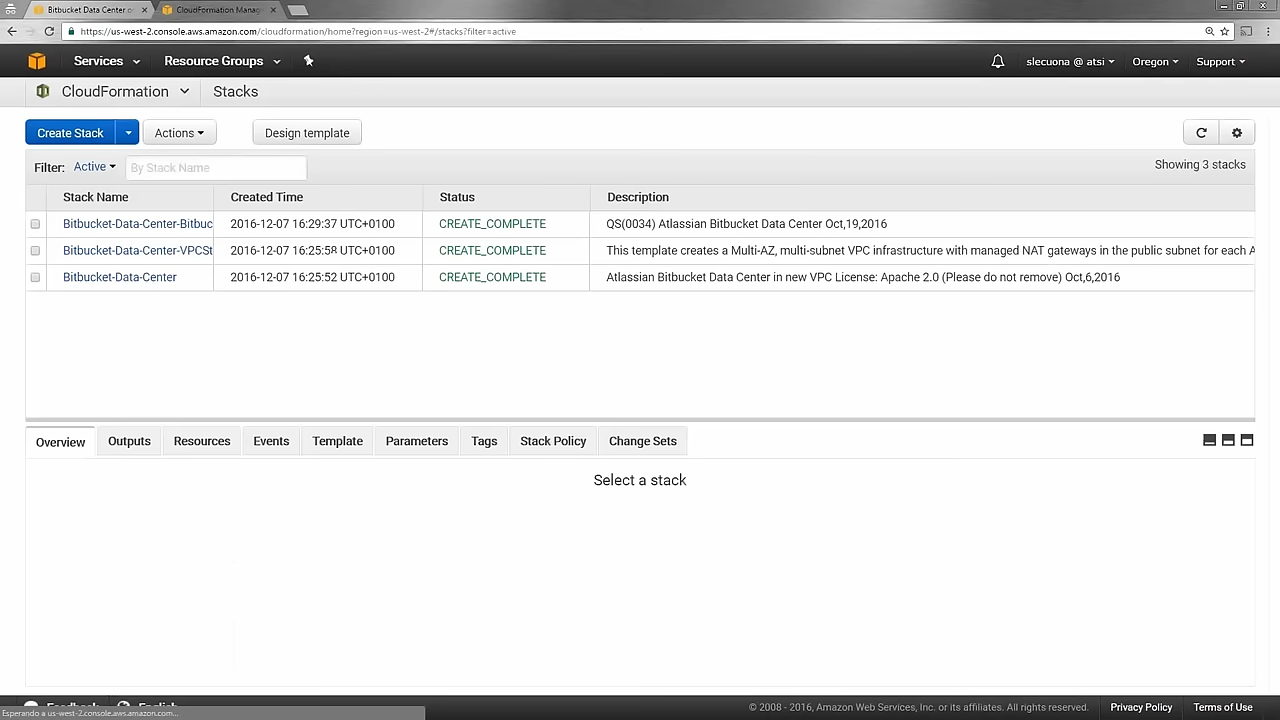 Bitbucket Data Center o
CloudFormation Manag
https://us-west-2.console.aws.amazon.com/cloudformation/home?region=us-west-2#/stacks?filter=active
Services Resource Groups slecuona @ atsi Oregon Support
CloudFormation Stacks
Create Stack Actions Design template
Filter: Active By Stack Name Showing 3 stacks
Stack Name Created Time Status Description
Bitbucket-Data-Center-Bitbuc 2016-12-07 16:29:37 UTC+0100 CREATE_COMPLETE QS(0034) Atlassian Bitbucket Data Center Oct,19,2016
Bitbucket-Data-Center-VPCSt 2016-12-07 16:25:58 UTC+0100 CREATE_COMPLETE This template creates a Multi-AZ, multi-subnet VPC infrastructure with managed NAT gateways in the public subnet for each A
Bitbucket-Data-Center 2016-12-07 16:25:52 UTC+0100 CREATE_COMPLETE Atlassian Bitbucket Data Center in new VPC License: Apache 2.0 (Please do not remove) Oct,6,2016
Overview Outputs Resources Events Template Parameters Tags Stack Policy Change Sets
Select a stack
Feedback English © 2008 - 2016, Amazon Web Services, Inc. or its affiliates. All rights reserved. Privacy Policy Terms of Use
Esperando a us-west-2.console.aws.amazon.com...